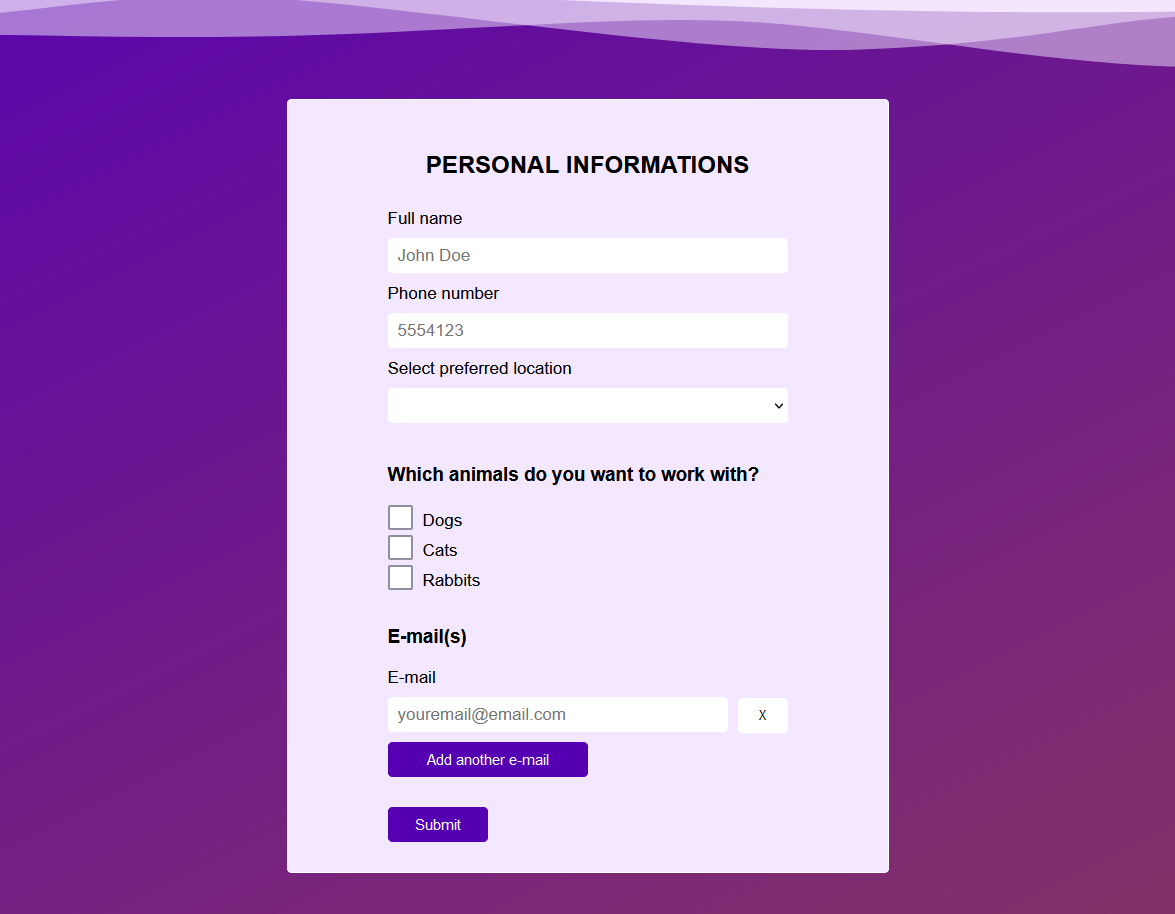 PERSONAL INFORMATIONS
Full name
John Doe
Phone number
5554123
Select preferred location
Which animals do you want to work with?
Dogs
Cats
Rabbits
E-mail(s)
E-mail
youremail@email.com
X
Add another e-mail
Submit